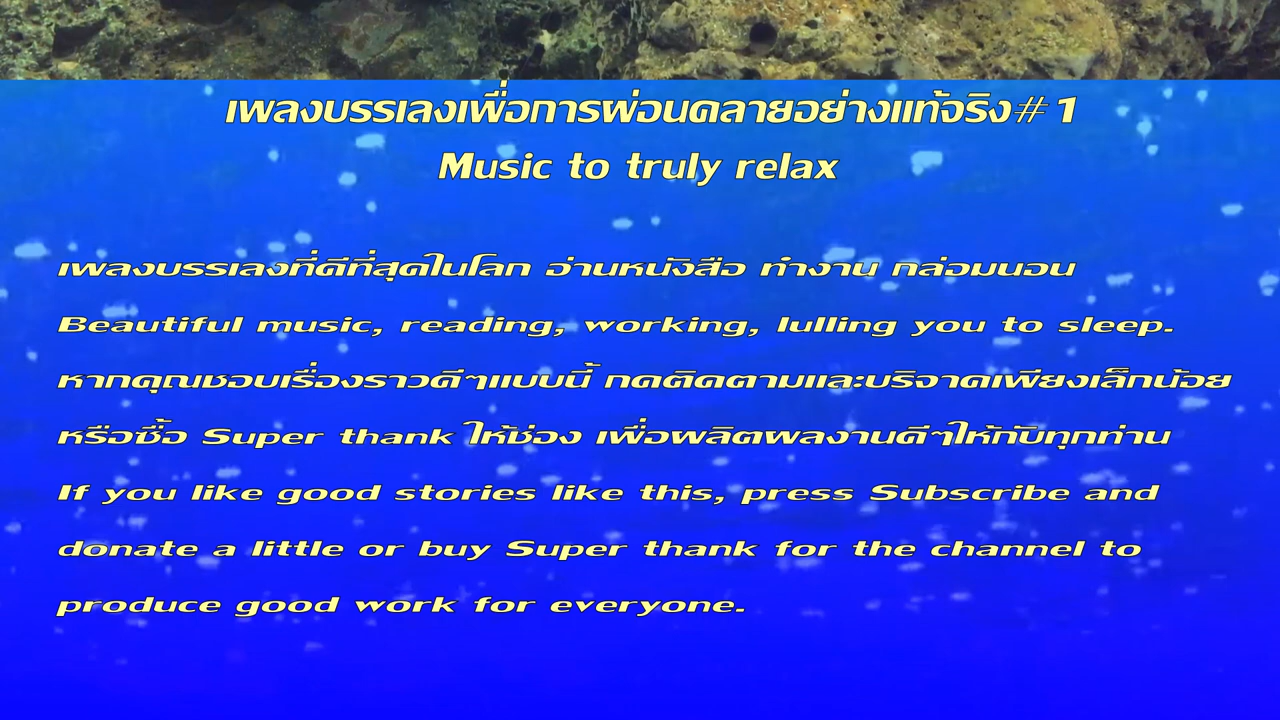 เพลงบรรเลงเพื่อการผ่อนคลายอย่างแท้จริง#1
Music to truly relax
เพลงบรรเลงที่ดีที่สุดในโลก อ่านหนังสือ ทำงาน กล่อมนอน
Beautiful music, reading, working, lulling you to sleep.
หากคุณชอบเรื่องราวดีๆแบบนี้ กดติดตามและบริจาคเพียงเล็กน้อย
หรือซื้อ Super thank ให้ช่อง เพื่อผลิตผลงานดีๆให้กับทุกท่าน
If you like good stories like this, press Subscribe and
donate a little or buy Super thank for the channel to
produce good work for everyone.